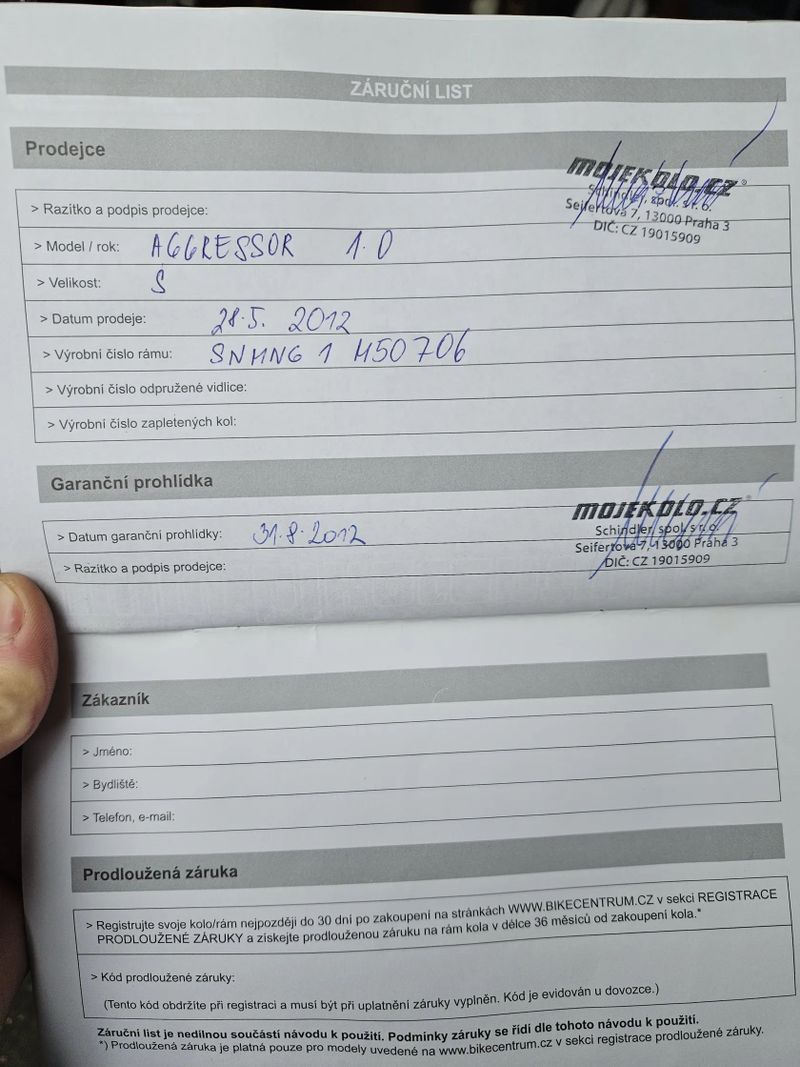 ZÁRUČNÍ LIST
Prodejce
> Razítko a podpis prodejce:
MOJEKOLO.CZ®
Schindler, spol. s r. o.
Seifertova 7, 13000 Praha 3
DIČ: CZ 19015909
> Model / rok: AGGRESSOR 1.0
> Velikost: S
> Datum prodeje: 28.5. 2012
> Výrobní číslo rámu: SNMNG 1 M50706
> Výrobní číslo odpružené vidlice:
> Výrobní číslo zapletených kol:
Garanční prohlídka
> Datum garanční prohlídky: 31.8.2012
> Razítko a podpis prodejce:
MOJEKOLO.CZ®
Schindler, spol. s r. o.
Seifertova 7, 13000 Praha 3
DIČ: CZ 19015909
Zákazník
> Jméno:
> Bydliště:
> Telefon, e-mail:
Prodloužená záruka
> Registrujte svoje kolo/rám nejpozději do 30 dní po zakoupení na stránkách WWW.BIKECENTRUM.CZ v sekci REGISTRACE
PRODLOUŽENÉ ZÁRUKY a získejte prodlouženou záruku na rám kola v délce 36 měsíců od zakoupení kola.*
> Kód prodloužené záruky:
(Tento kód obdržíte při registraci a musí být při uplatnění záruky vyplněn. Kód je evidován u dovozce.)
Záruční list je nedílnou součástí návodu k použití. Podmínky záruky se řídí dle tohoto návodu k použití.
*) Prodloužená záruka je platná pouze pro modely uvedené na www.bikecentrum.cz v sekci registrace prodloužené záruky.